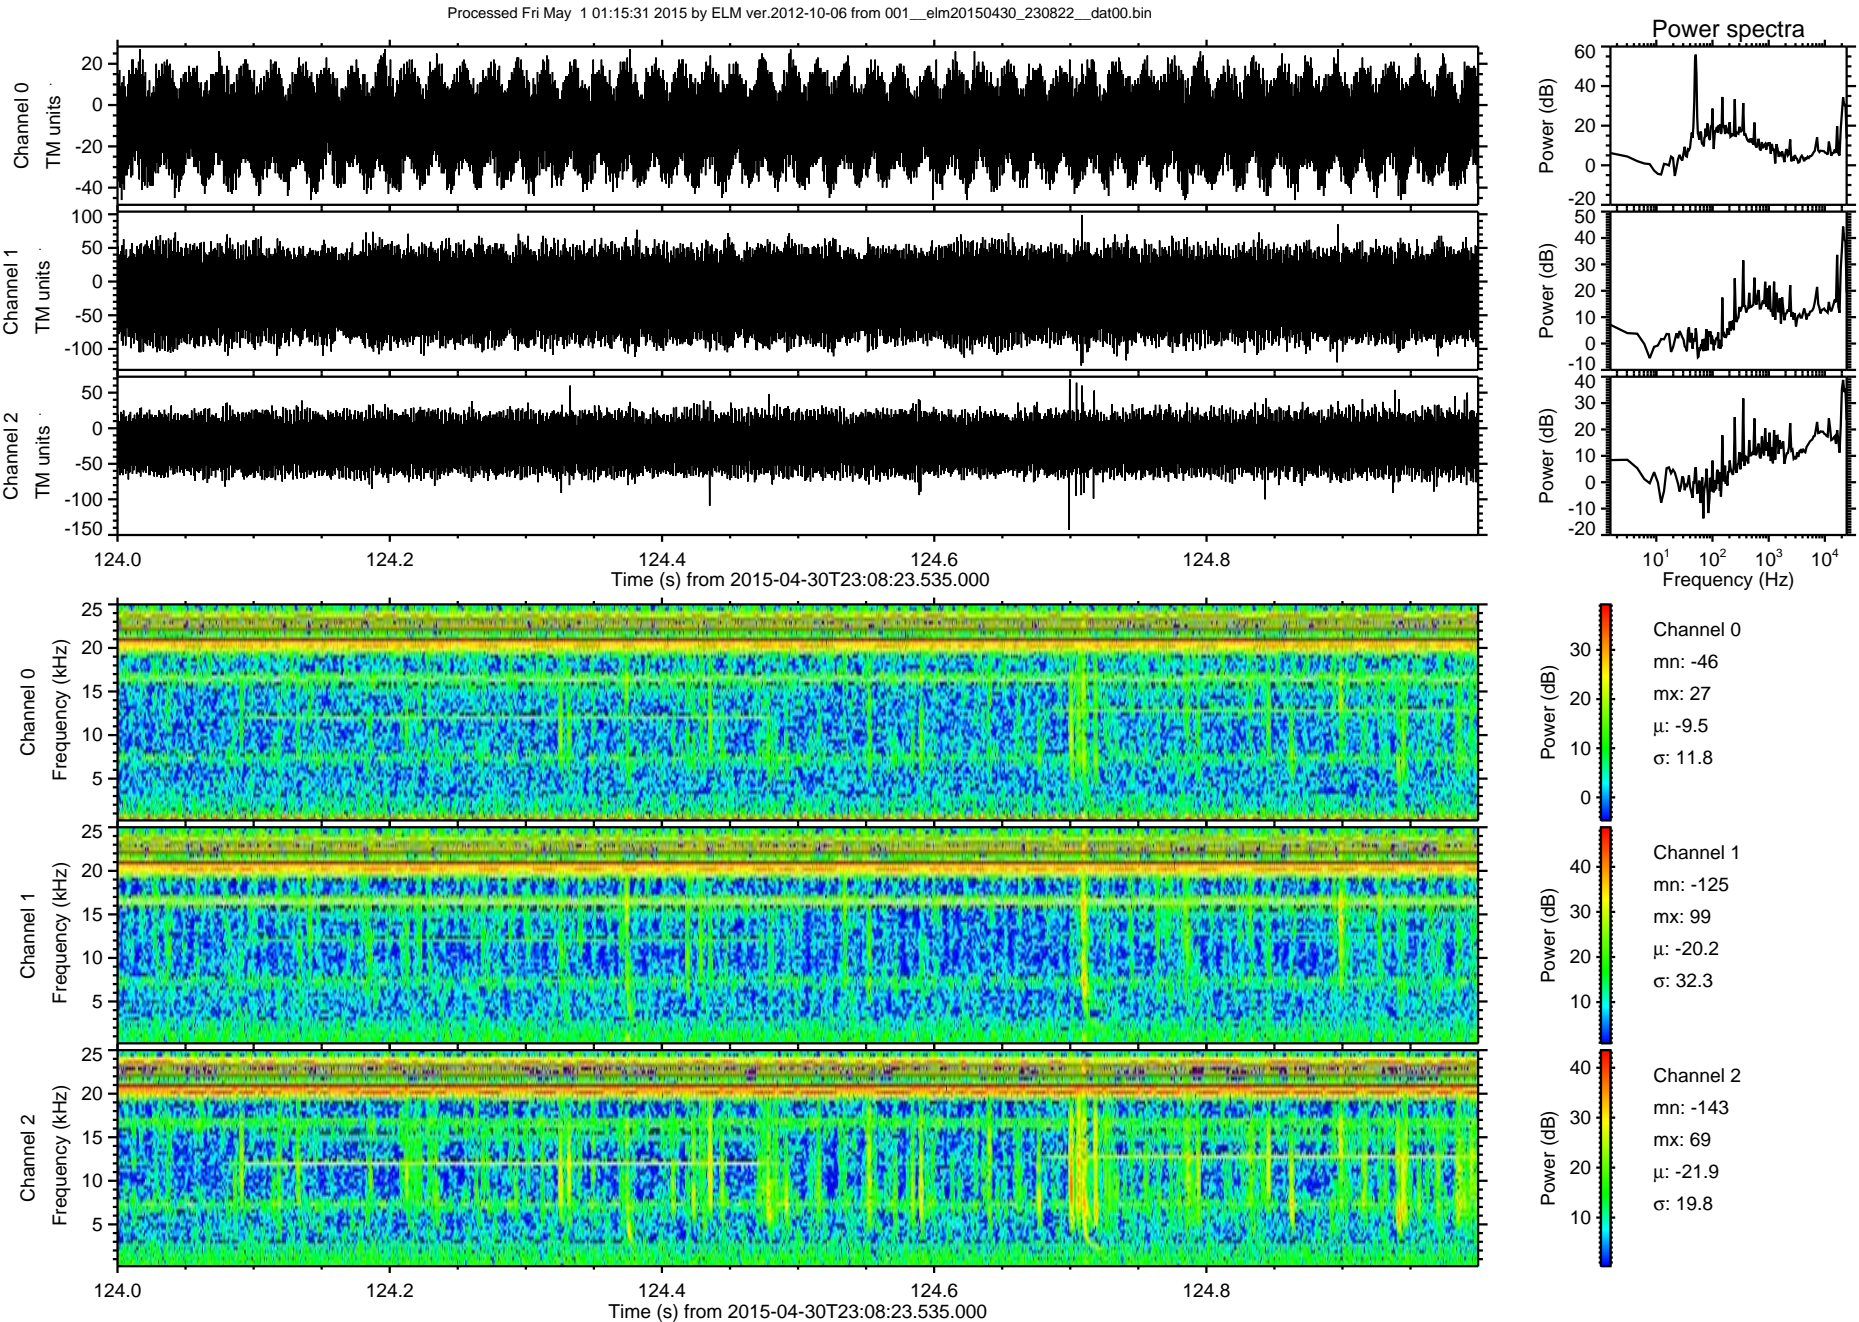 Processed Fri May  1 01:15:31 2015 by ELM ver.2012-10-06 from 001__elm20150430_230822__dat00.bin
Power spectra
Channel 0
TM units
20
0
-20
-40
Power (dB)
60
40
20
0
-20
Channel 1
TM units
100
50
0
-50
-100
Power (dB)
50
40
30
20
10
0
-10
Channel 2
TM units
50
0
-50
-100
-150
Power (dB)
40
30
20
10
0
-10
-20
124.0 124.2 124.4 124.6 124.8
Time (s) from 2015-04-30T23:08:23.535.000
10^1 10^2 10^3 10^4
Frequency (Hz)
Channel 0
Frequency (kHz)
25
20
15
10
5
Power (dB)
30
20
10
0
Channel 0
mn: -46
mx: 27
μ: -9.5
σ: 11.8
Channel 1
Frequency (kHz)
25
20
15
10
5
Power (dB)
40
30
20
10
Channel 1
mn: -125
mx: 99
μ: -20.2
σ: 32.3
Channel 2
Frequency (kHz)
25
20
15
10
5
Power (dB)
40
30
20
10
Channel 2
mn: -143
mx: 69
μ: -21.9
σ: 19.8
124.0 124.2 124.4 124.6 124.8
Time (s) from 2015-04-30T23:08:23.535.000